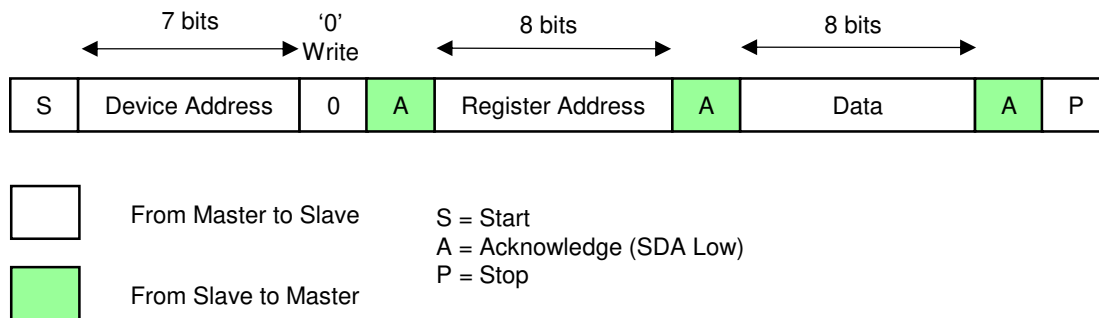 7 bits ‘0’ 8 bits 8 bits
Write
S Device Address 0 A Register Address A Data A P
From Master to Slave
S = Start
A = Acknowledge (SDA Low)
P = Stop
From Slave to Master